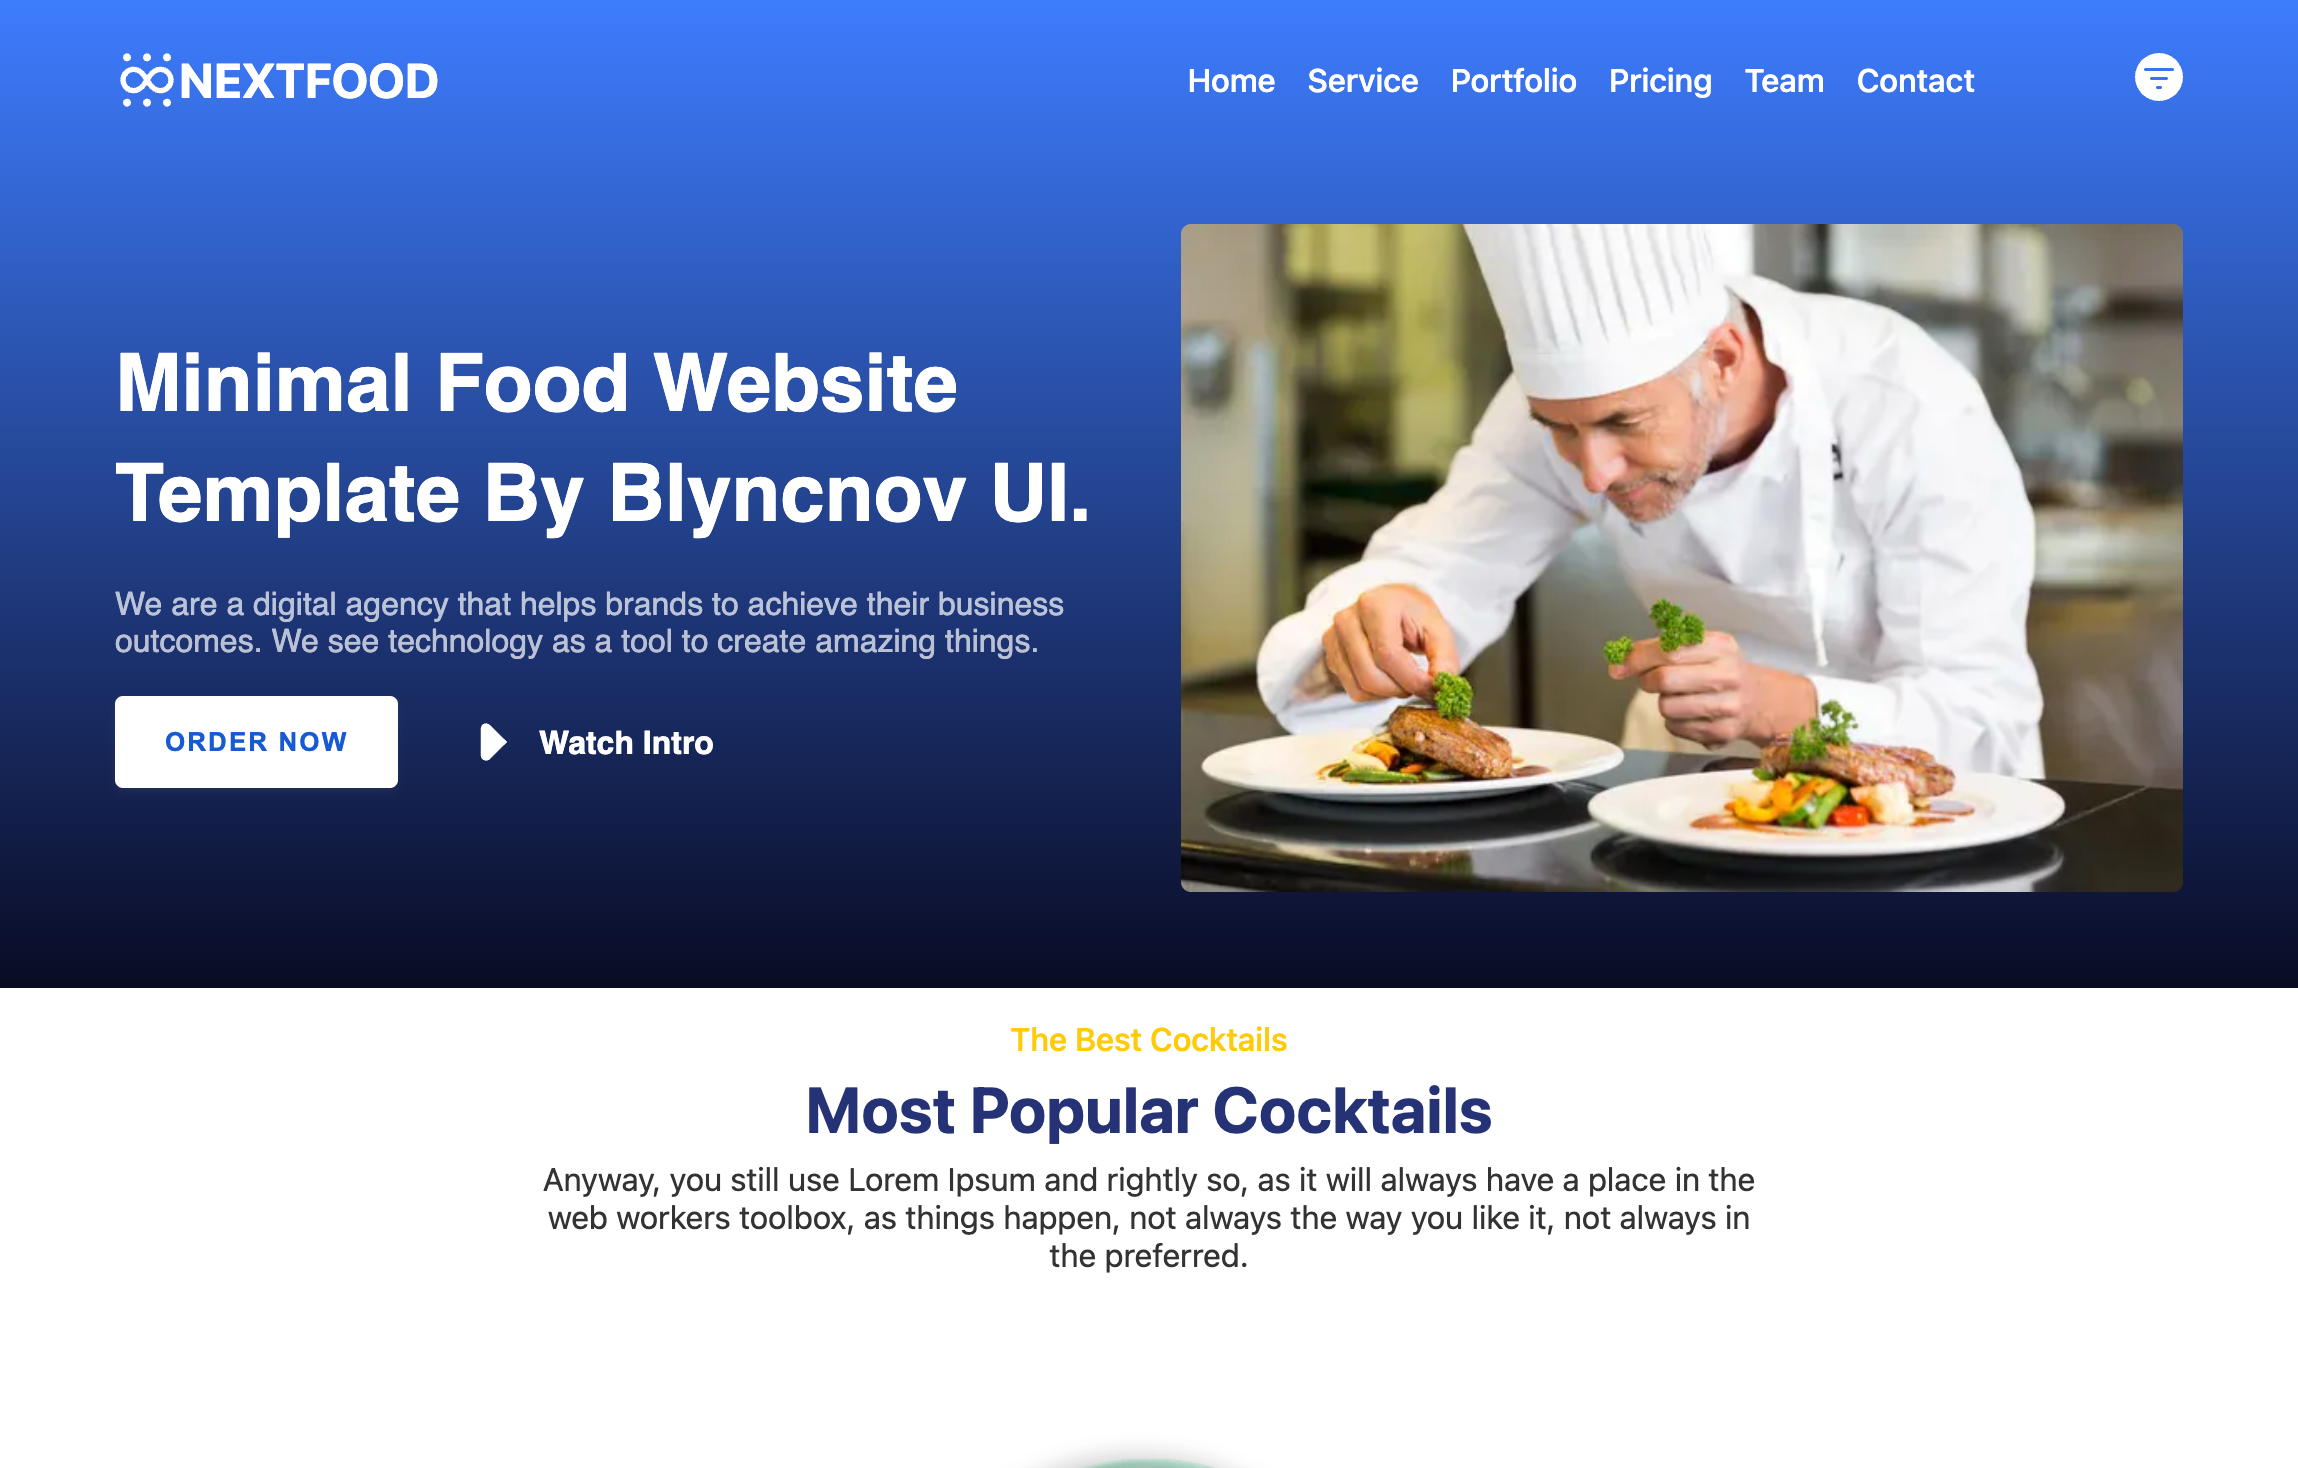 NEXTFOOD
Home Service Portfolio Pricing Team Contact
Minimal Food Website
Template By Blyncnov UI.
We are a digital agency that helps brands to achieve their business
outcomes. We see technology as a tool to create amazing things.
ORDER NOW
Watch Intro
The Best Cocktails
Most Popular Cocktails
Anyway, you still use Lorem Ipsum and rightly so, as it will always have a place in the
web workers toolbox, as things happen, not always the way you like it, not always in
the preferred.